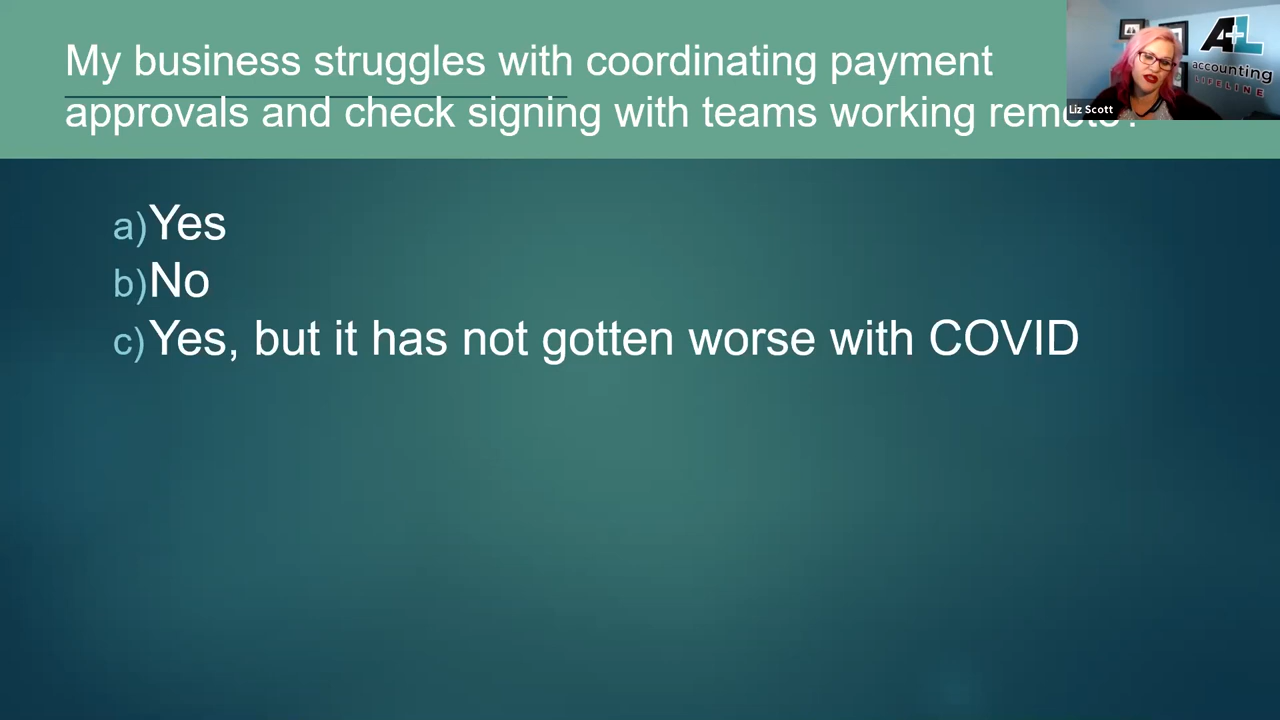 My business struggles with coordinating payment
approvals and check signing with teams working remote?
a) Yes
b) No
c) Yes, but it has not gotten worse with COVID
A+L
accounting
LIFELINE
Liz Scott